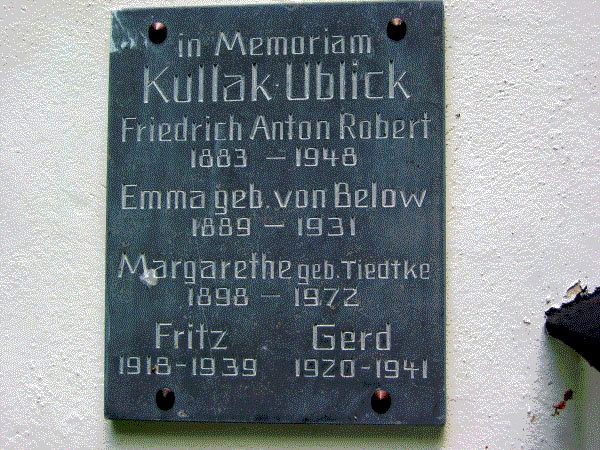 in Memoriam
Kullak-Ublick
Friedrich Anton Robert
1883 – 1948
Emma geb. von Below
1889 – 1931
Margarethe geb. Tiedtke
1898 – 1972
Fritz Gerd
1918-1939 1920-1941